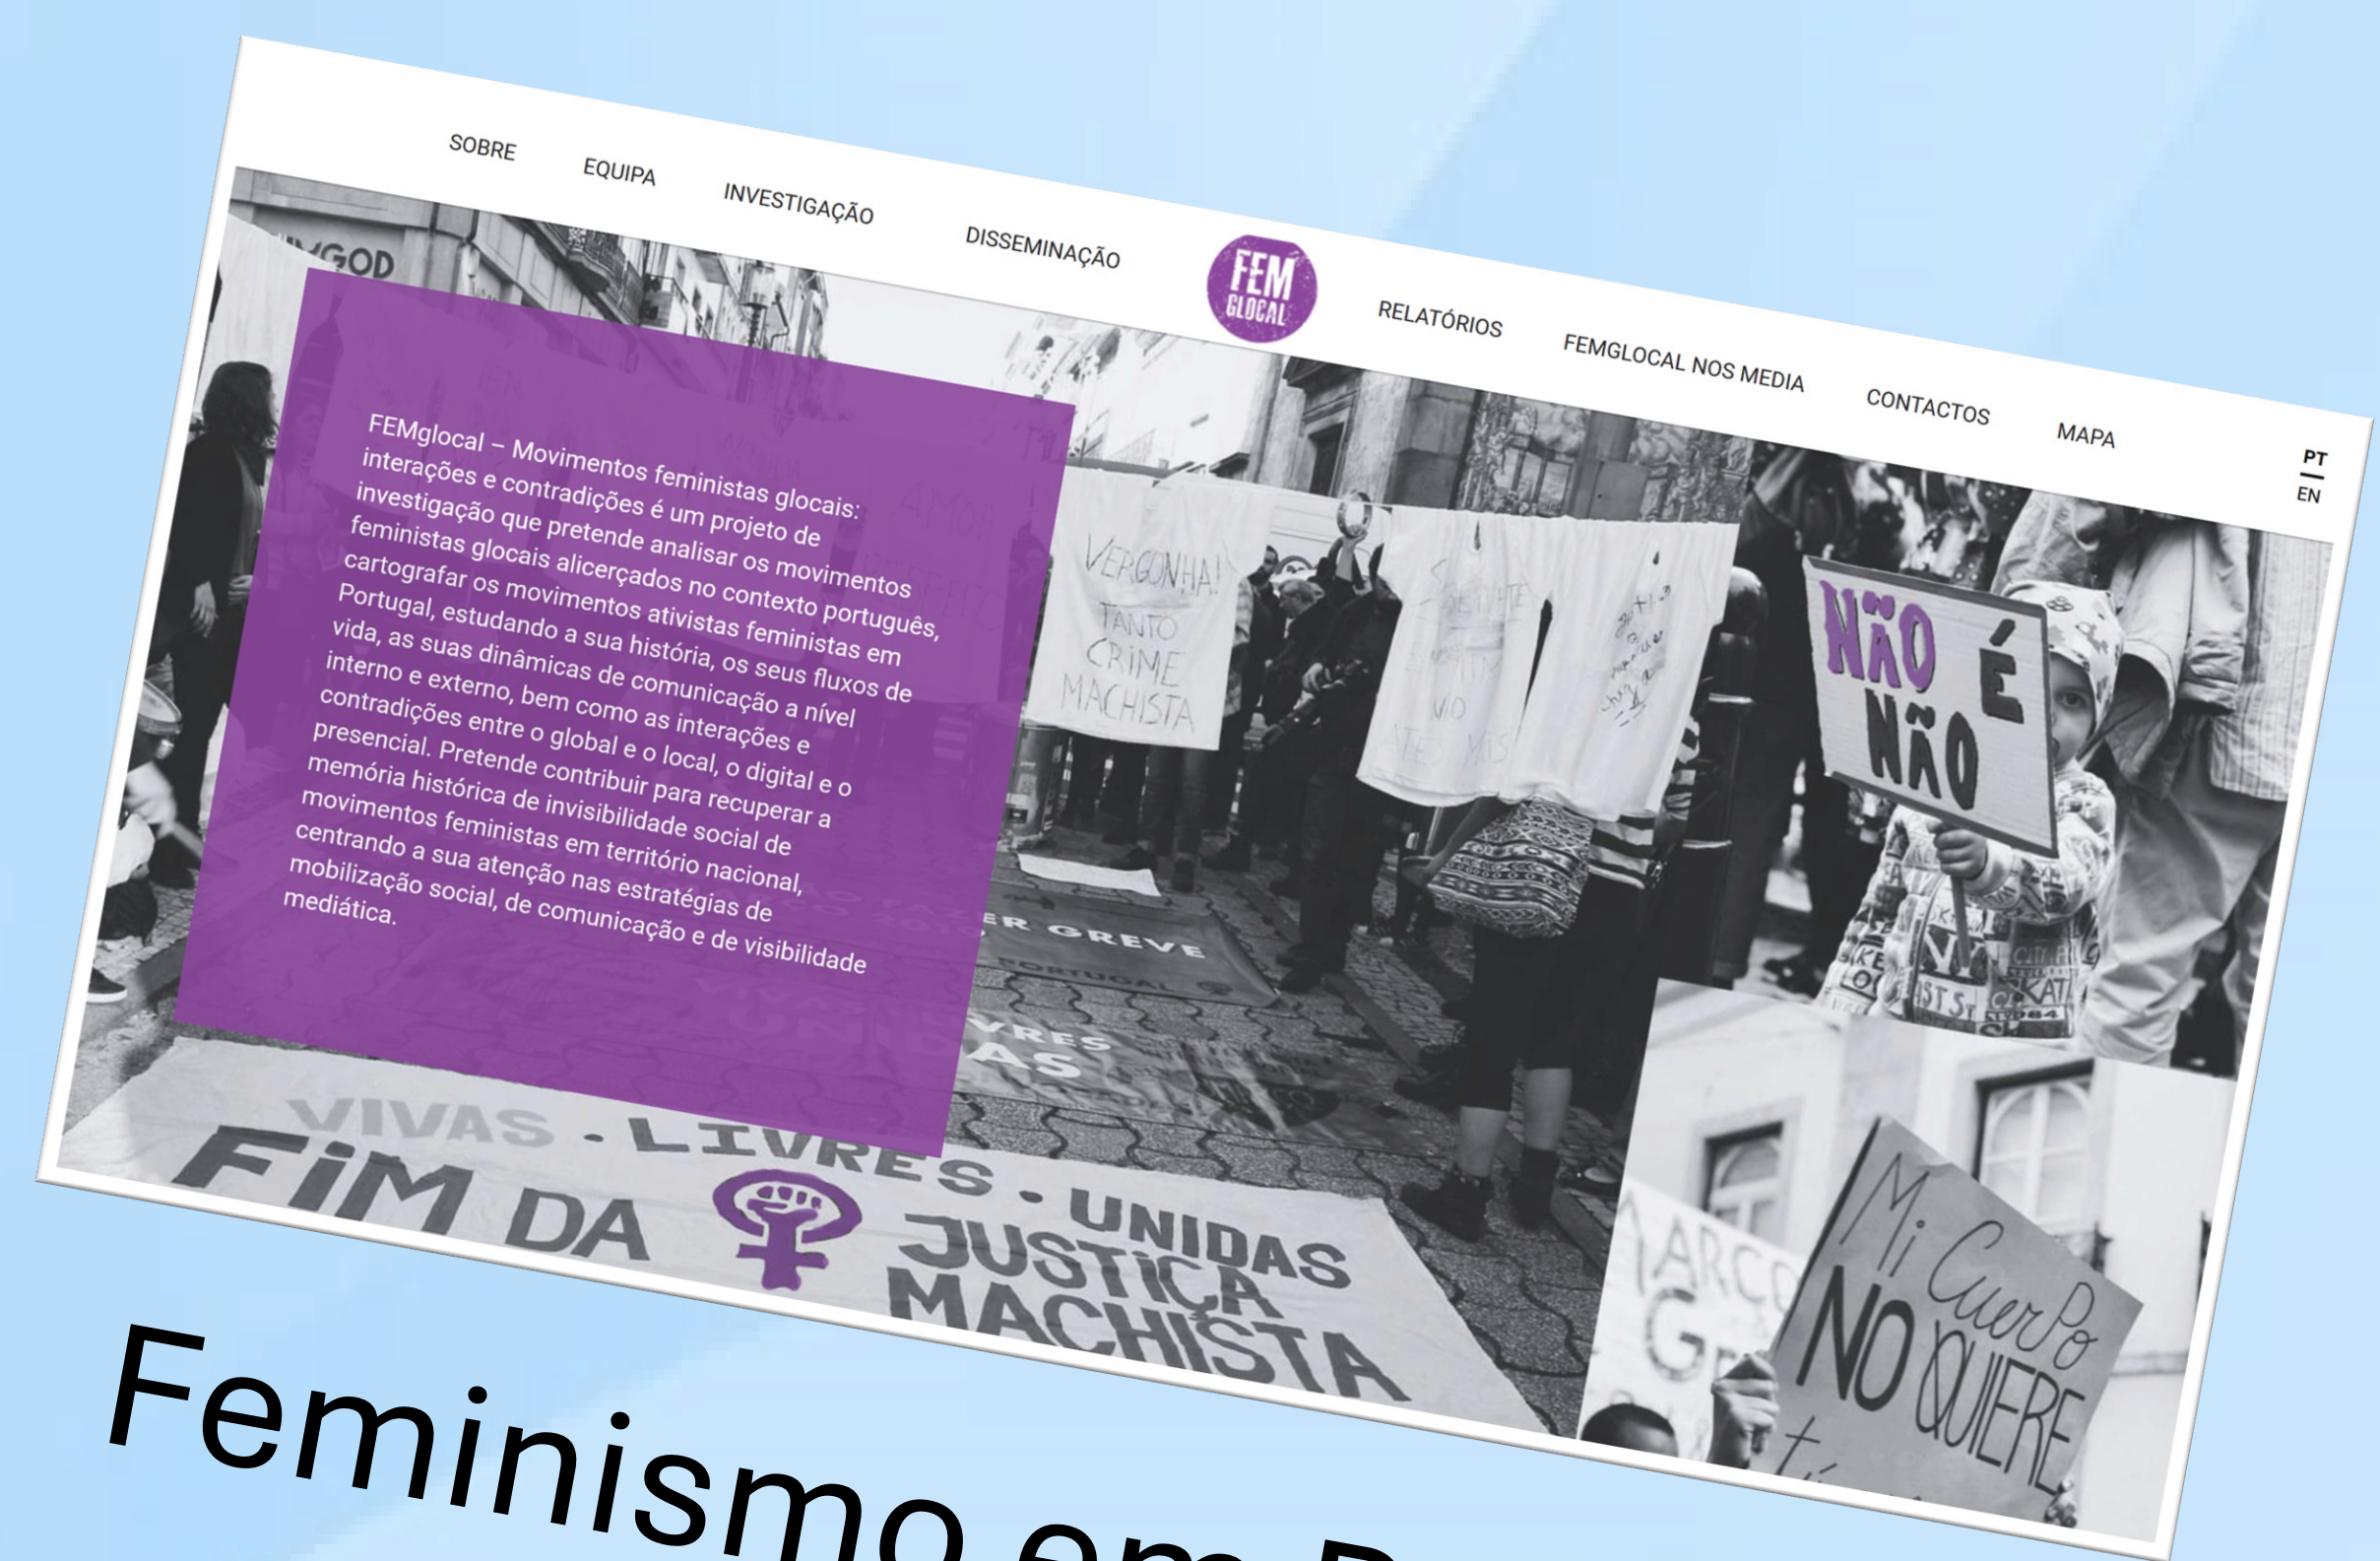 SOBRE
EQUIPA
INVESTIGAÇÃO
DISSEMINAÇÃO
FEM
GLOCAL
RELATÓRIOS
FEMGLOCAL NOS MEDIA
CONTACTOS
MAPA
PT
EN
FEMglocal – Movimentos feministas glocais:
interações e contradições é um projeto de
investigação que pretende analisar os movimentos
feministas glocais alicerçados no contexto português,
cartografar os movimentos ativistas feministas em
Portugal, estudando a sua história, os seus fluxos de
vida, as suas dinâmicas de comunicação a nível
interno e externo, bem como as interações e
contradições entre o global e o local, o digital e o
presencial. Pretende contribuir para recuperar a
memória histórica de invisibilidade social de
movimentos feministas em território nacional,
centrando a sua atenção nas estratégias de
mobilização social, de comunicação e de visibilidade
mediática.
VERGONHA!
TANTO
CRiME
MACHISTA
NÃO É
NÃO
GREVE
PORTUGAL
VIVAS . LIVRES . UNIDAS
FiM DA JUSTiÇA
MACHISTA
Mi CuerPo
NO QUIERE
Feminismo em